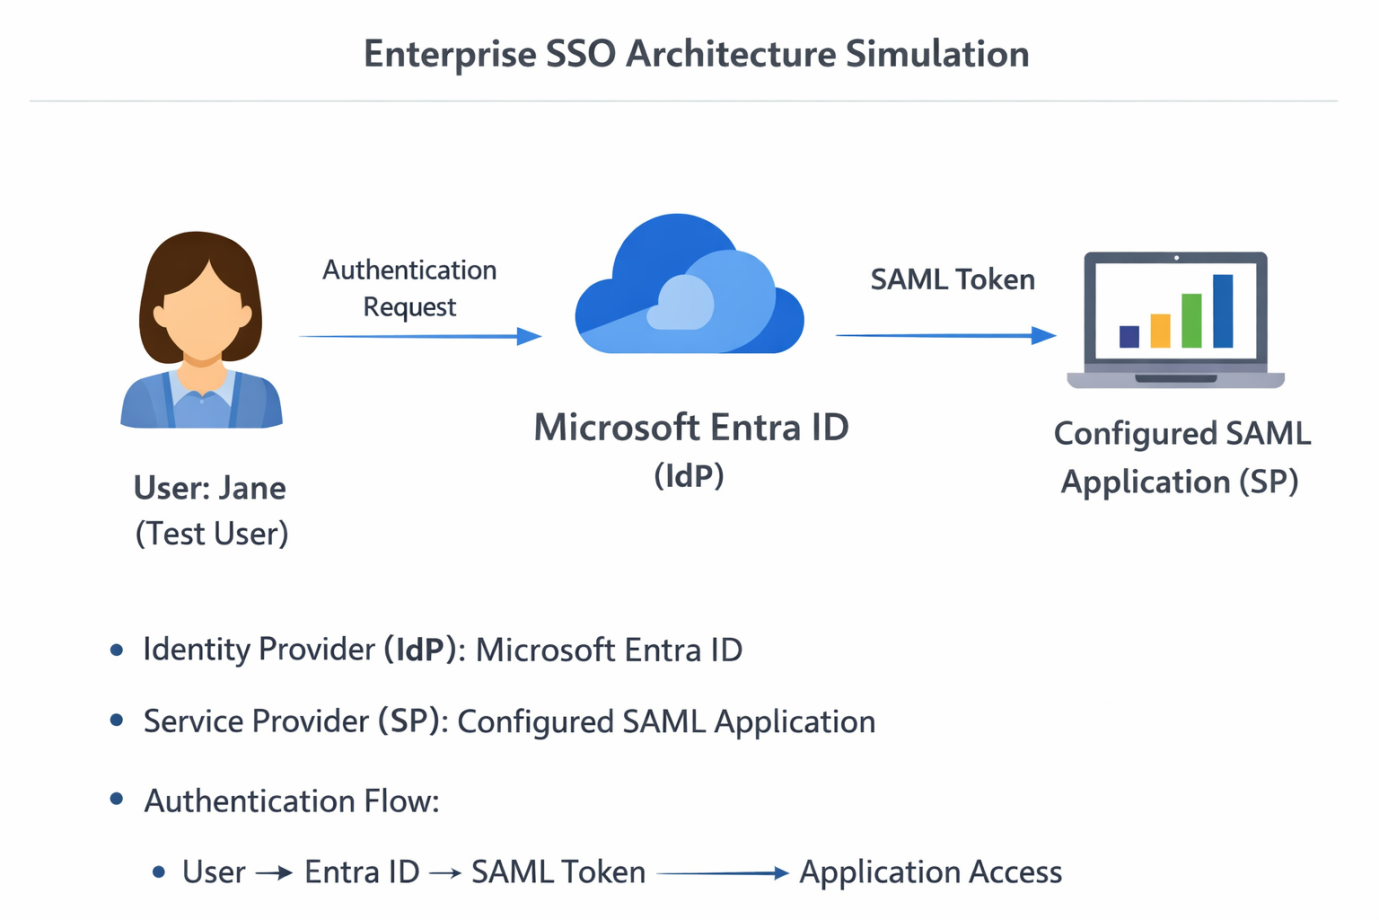 Enterprise SSO Architecture Simulation
Authentication
Request
SAML Token
Microsoft Entra ID
(IdP)
Configured SAML
Application (SP)
User: Jane
(Test User)
• Identity Provider (IdP): Microsoft Entra ID
• Service Provider (SP): Configured SAML Application
• Authentication Flow:
• User → Entra ID → SAML Token → Application Access